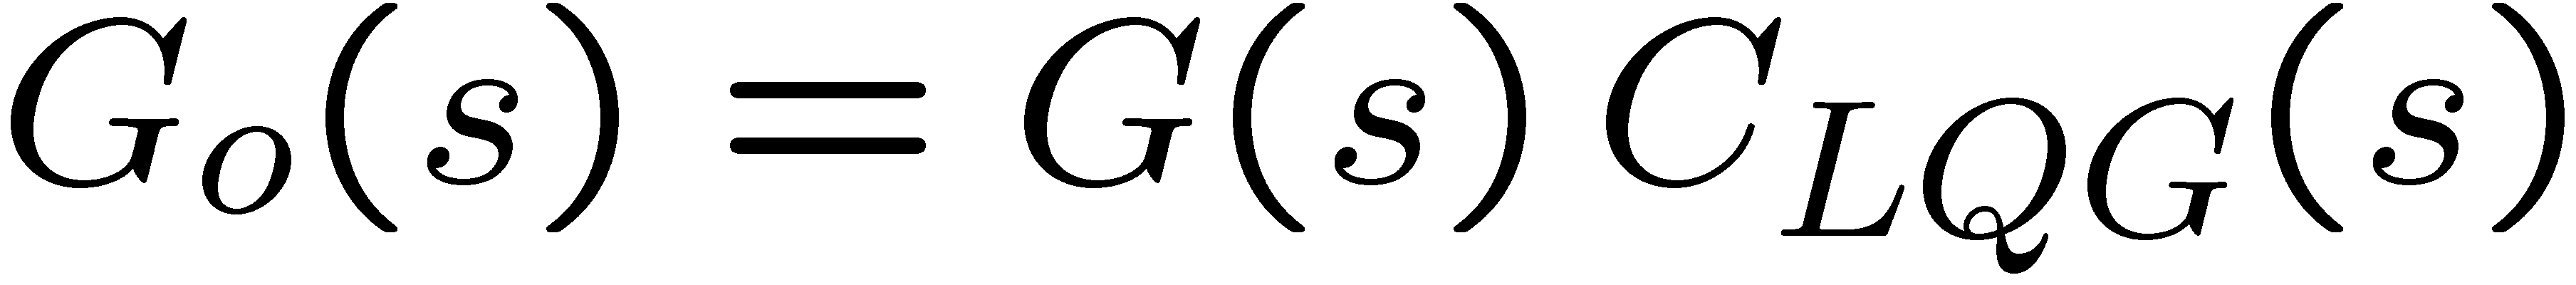 G_o(s) = G(s) C_{LQG}(s)